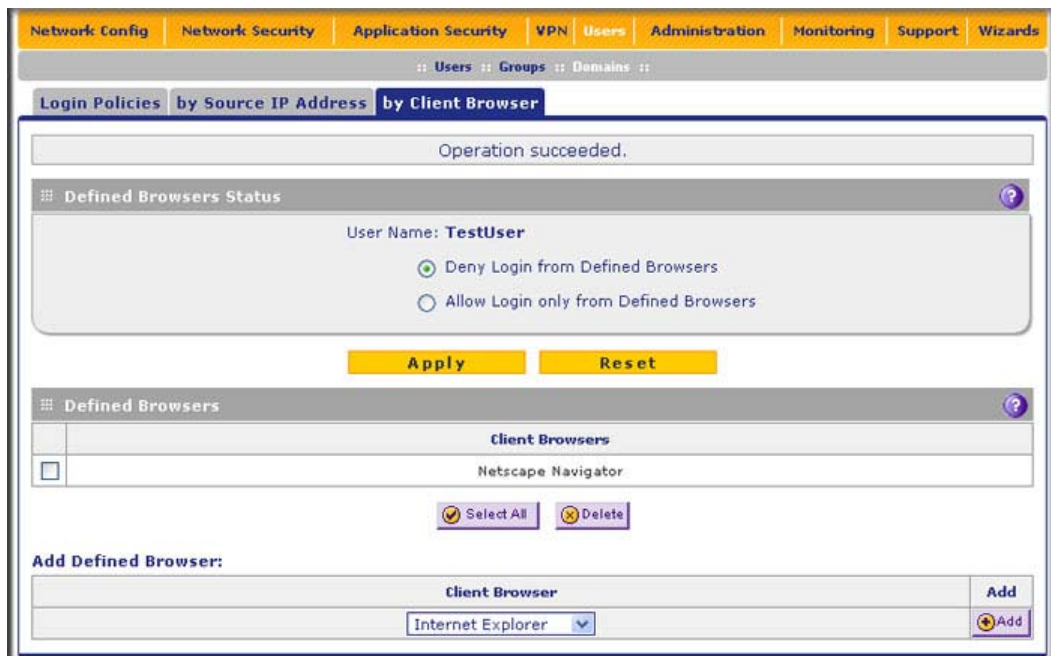 Network Config Network Security Application Security VPN Users Administration Monitoring Support Wizards
:: Users :: Groups :: Domains ::
Login Policies by Source IP Address by Client Browser
Operation succeeded.
Defined Browsers Status ?
User Name: TestUser
Deny Login from Defined Browsers
Allow Login only from Defined Browsers
Apply Reset
Defined Browsers ?
Client Browsers
Netscape Navigator
Select All Delete
Add Defined Browser:
Client Browser Add
Internet Explorer Add